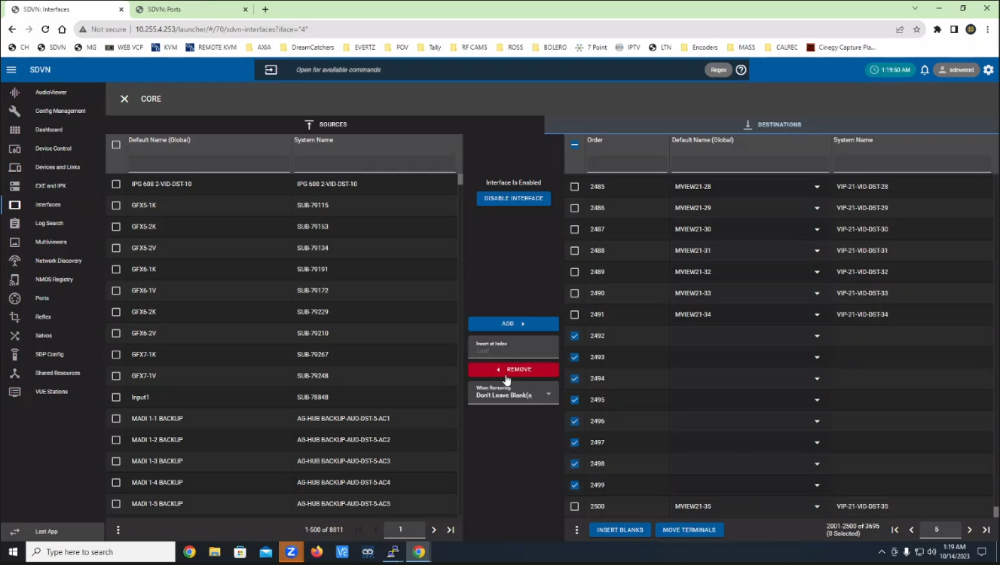 SDVN: Interfaces
SDVN: Ports
Not secure
10.255.4.253/launcher/#/70/sdvn-interfaces?iface="4"
CH
SDVN
MG
WEB VCP
KVM
REMOTE KVM
AXIA
DreamCatchers
EVERTZ
POV
Tally
RF CAMS
ROSS
BOLERO
7 Point
IPTV
LTN
Encoders
MASS
CALREC
Cinegy Capture Pla...
SDVN
Open for available commands
Regex
1:19:50 AM
sdeweerd
AudioViewer
Config Management
Dashboard
Device Control
Devices and Links
EXE and IPX
Interfaces
Log Search
Multiviewers
Network Discovery
NMOS Registry
Ports
Reflex
Salvos
SDP Config
Shared Resources
VUE Stations
Last App
CORE
SOURCES
Default Name (Global) System Name
IPG 608 2-VID-DST-10 IPG 608 2-VID-DST-10
GFX5-1K SUB-79115
GFX5-2K SUB-79153
GFX5-2V SUB-79134
GFX6-1K SUB-79191
GFX6-1V SUB-79172
GFX6-2K SUB-79229
GFX6-2V SUB-79210
GFX7-1K SUB-79267
GFX7-1V SUB-79248
Input1 SUB-78848
MADI 1-1 BACKUP AG-HUB BACKUP-AUD-DST-5-AC1
MADI 1-2 BACKUP AG-HUB BACKUP-AUD-DST-5-AC2
MADI 1-3 BACKUP AG-HUB BACKUP-AUD-DST-5-AC3
MADI 1-4 BACKUP AG-HUB BACKUP-AUD-DST-5-AC4
MADI 1-5 BACKUP AG-HUB BACKUP-AUD-DST-5-AC5
1-500 of 8811
1
Interface Is Enabled
DISABLE INTERFACE
ADD
Insert at Index
Last
REMOVE
When Removing
Don't Leave Blank(s
DESTINATIONS
Order Default Name (Global) System Name
2485 MVIEW21-28 VIP-21-VID-DST-28
2486 MVIEW21-29 VIP-21-VID-DST-29
2487 MVIEW21-30 VIP-21-VID-DST-30
2488 MVIEW21-31 VIP-21-VID-DST-31
2489 MVIEW21-32 VIP-21-VID-DST-32
2490 MVIEW21-33 VIP-21-VID-DST-33
2491 MVIEW21-34 VIP-21-VID-DST-34
2492
2493
2494
2495
2496
2497
2498
2499
2500 MVIEW21-35 VIP-21-VID-DST-35
INSERT BLANKS
MOVE TERMINALS
2001-2500 of 3695
(8 Selected)
5
Type here to search
1:19 AM
10/14/2023